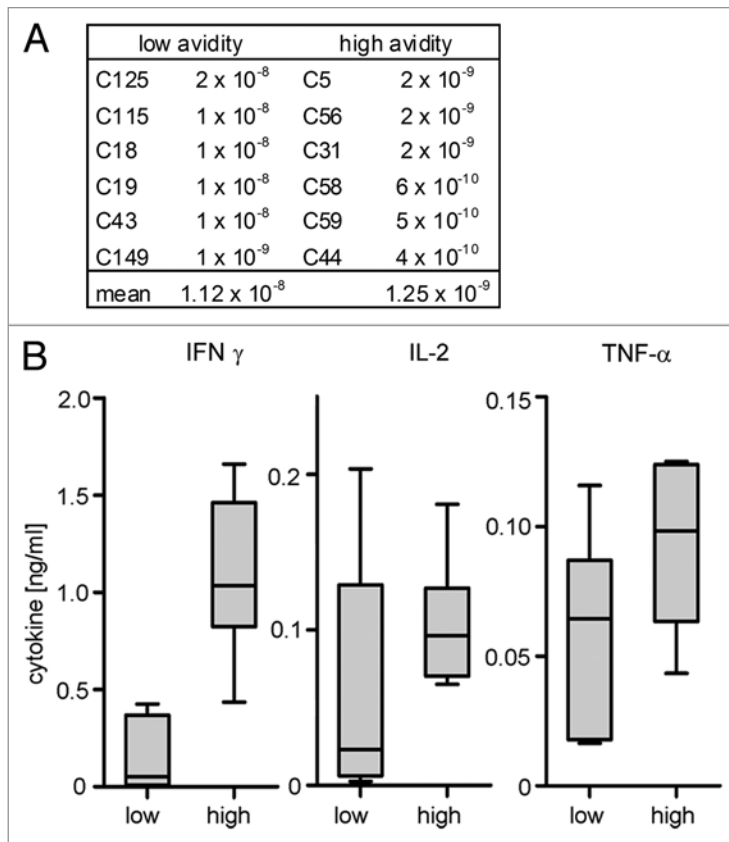 A
low avidity high avidity
C125 2 x 10⁻⁸ C5 2 x 10⁻⁹
C115 1 x 10⁻⁸ C56 2 x 10⁻⁹
C18 1 x 10⁻⁸ C31 2 x 10⁻⁹
C19 1 x 10⁻⁸ C58 6 x 10⁻¹⁰
C43 1 x 10⁻⁸ C59 5 x 10⁻¹⁰
C149 1 x 10⁻⁹ C44 4 x 10⁻¹⁰
mean 1.12 x 10⁻⁸ 1.25 x 10⁻⁹
B
IFN γ IL-2 TNF-α
cytokine [ng/ml]
2.0
1.5
1.0
0.5
0
low high
0.2
0.1
0
low high
0.15
0.10
0.05
0
low high